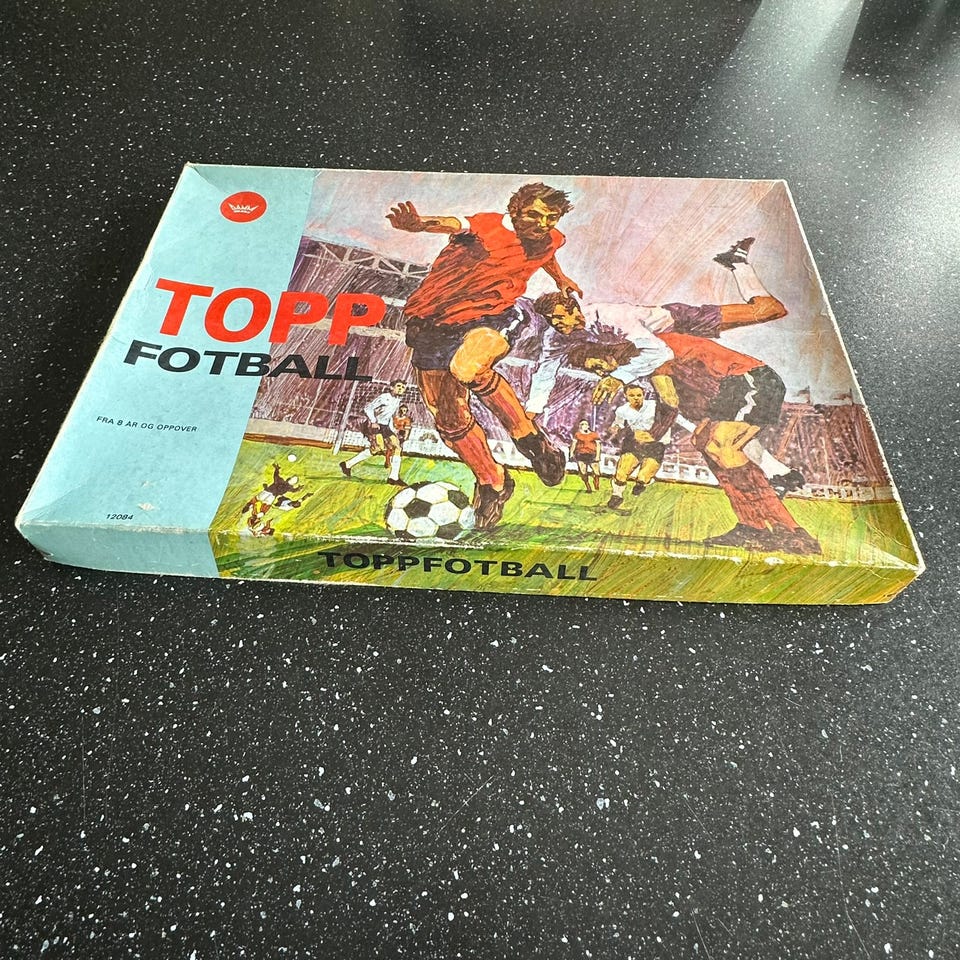 TOPP
FOTBALL
FRA 8 ÅR OG OPPOVER
12084
TOPPFOTBALL